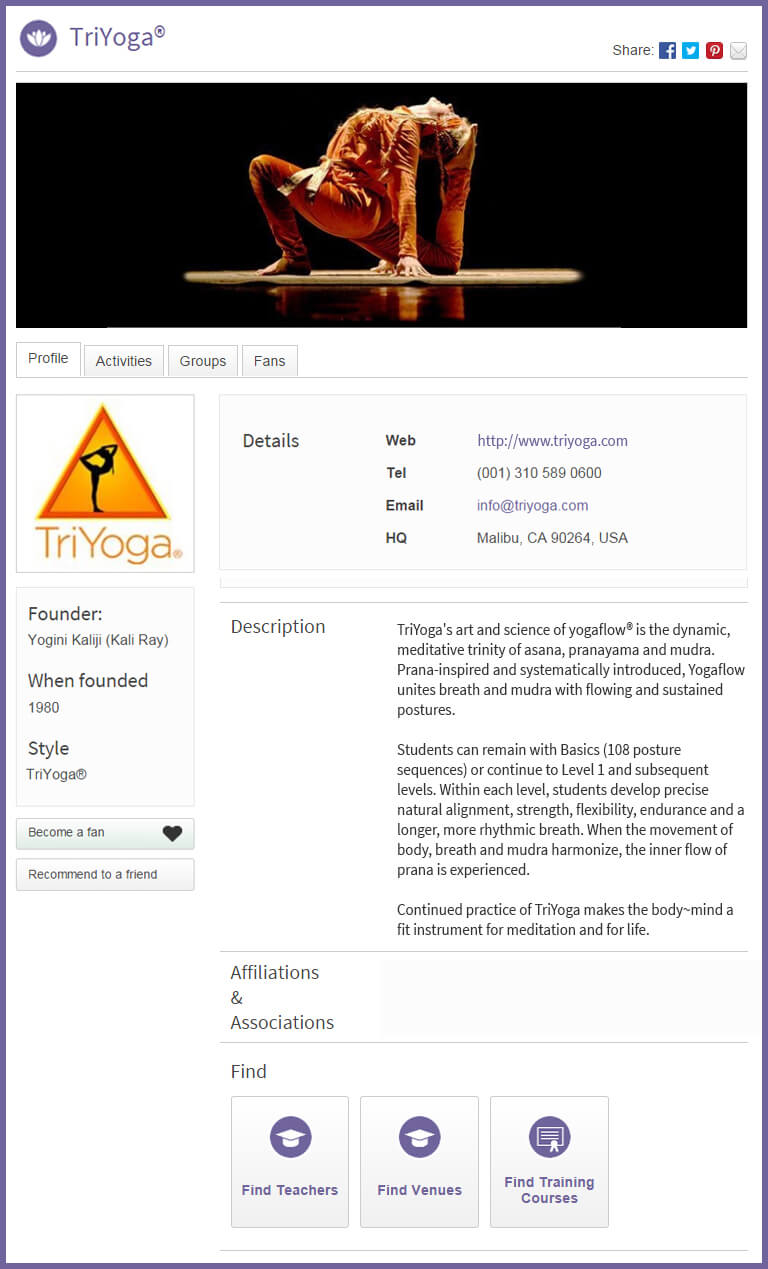 TriYoga®
Share:
Profile
Activities
Groups
Fans
TriYoga®
Founder:
Yogini Kaliji (Kali Ray)
When founded
1980
Style
TriYoga®
Become a fan
Recommend to a friend
Details
Web http://www.triyoga.com
Tel (001) 310 589 0600
Email info@triyoga.com
HQ Malibu, CA 90264, USA
Description
TriYoga's art and science of yogaflow® is the dynamic,
meditative trinity of asana, pranayama and mudra.
Prana-inspired and systematically introduced, Yogaflow
unites breath and mudra with flowing and sustained
postures.
Students can remain with Basics (108 posture
sequences) or continue to Level 1 and subsequent
levels. Within each level, students develop precise
natural alignment, strength, flexibility, endurance and a
longer, more rhythmic breath. When the movement of
body, breath and mudra harmonize, the inner flow of
prana is experienced.
Continued practice of TriYoga makes the body~mind a
fit instrument for meditation and for life.
Affiliations
&
Associations
Find
Find Teachers
Find Venues
Find Training
Courses